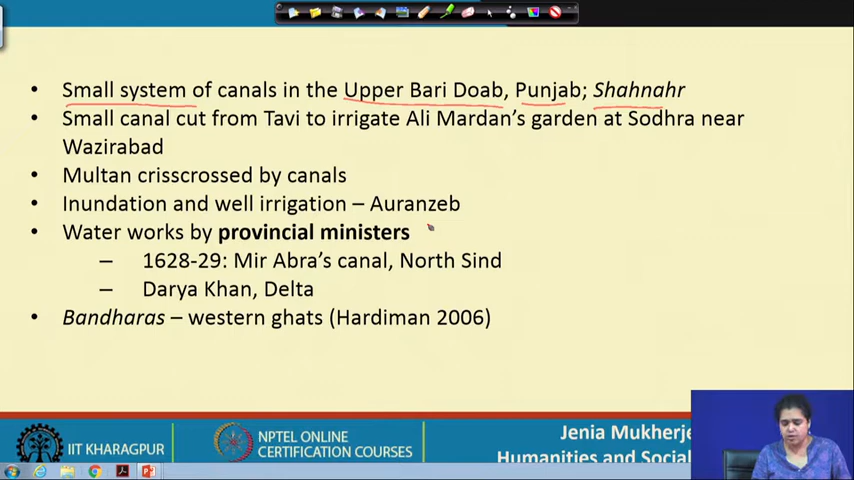 • Small system of canals in the Upper Bari Doab, Punjab; Shahnahr
• Small canal cut from Tavi to irrigate Ali Mardan's garden at Sodhra near
Wazirabad
• Multan crisscrossed by canals
• Inundation and well irrigation – Auranzeb
• Water works by provincial ministers
– 1628-29: Mir Abra's canal, North Sind
– Darya Khan, Delta
• Bandharas – western ghats (Hardiman 2006)
IIT KHARAGPUR
NPTEL ONLINE
CERTIFICATION COURSES
Jenia Mukherje
Humanities and Social